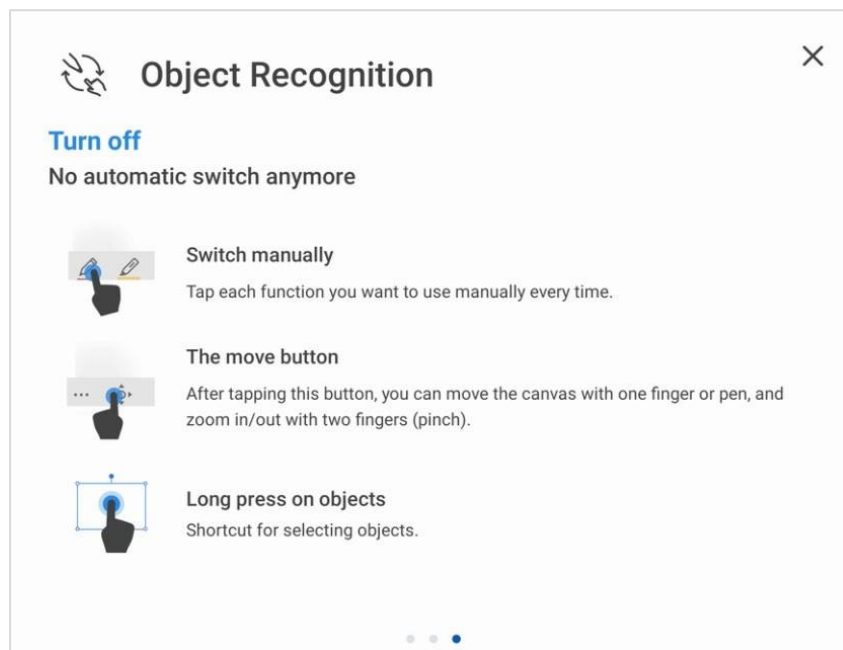 Object Recognition
Turn off
No automatic switch anymore
Switch manually
Tap each function you want to use manually every time.
The move button
After tapping this button, you can move the canvas with one finger or pen, and
zoom in/out with two fingers (pinch).
Long press on objects
Shortcut for selecting objects.